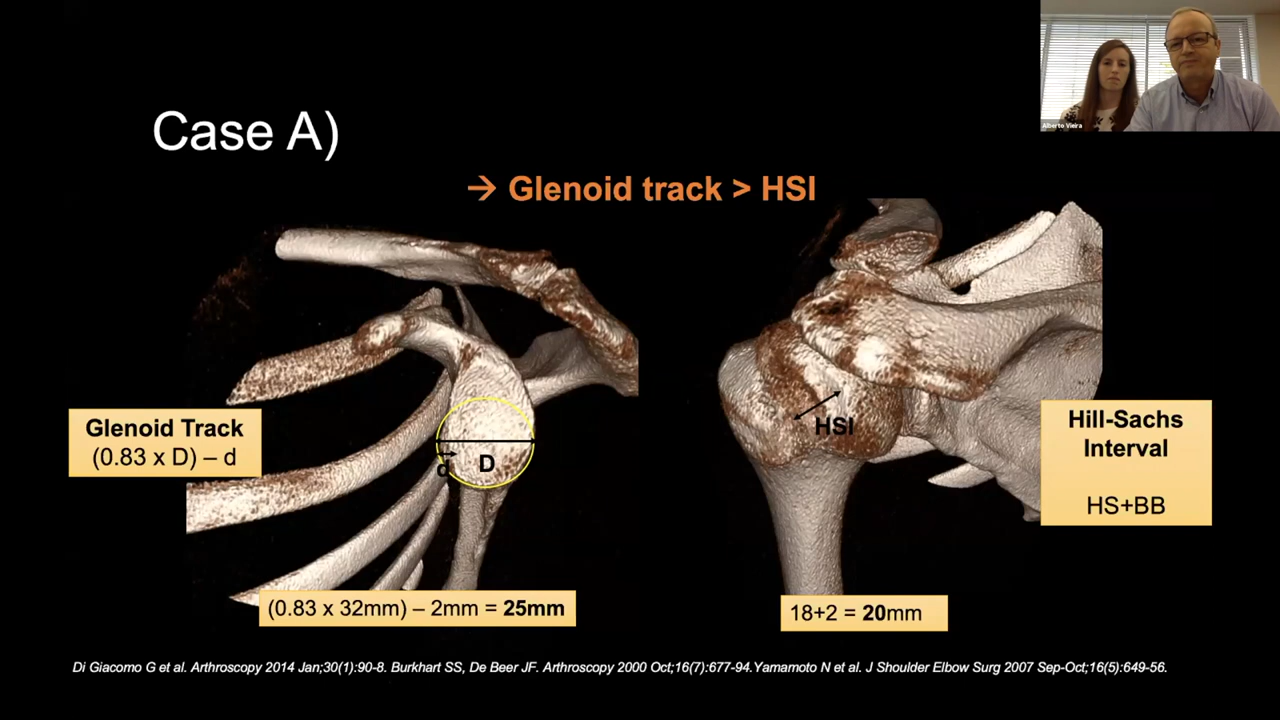 Alberto Vieira
Case A)
→ Glenoid track > HSI
Glenoid Track
(0.83 x D) – d
d
D
HSI
Hill-Sachs
Interval
HS+BB
(0.83 x 32mm) – 2mm = 25mm
18+2 = 20mm
Di Giacomo G et al. Arthroscopy 2014 Jan;30(1):90-8. Burkhart SS, De Beer JF. Arthroscopy 2000 Oct;16(7):677-94.Yamamoto N et al. J Shoulder Elbow Surg 2007 Sep-Oct;16(5):649-56.